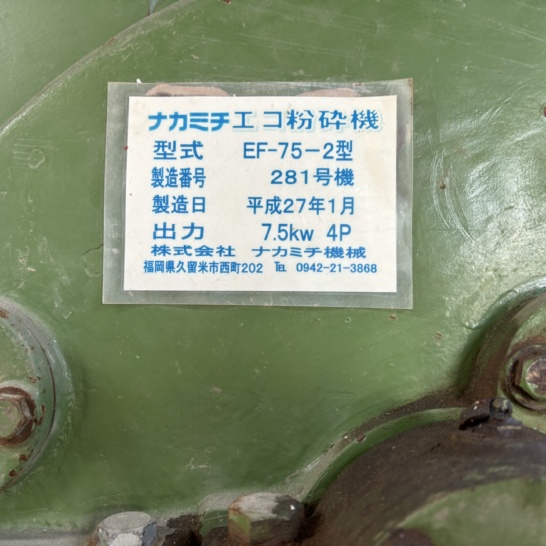 ナカミチエコ粉砕機
型式 EF-75-2型
製造番号 281号機
製造日 平成27年1月
出力 7.5kw 4P
株式会社 ナカミチ機械
福岡県久留米市西町202 ℡ 0942-21-3868